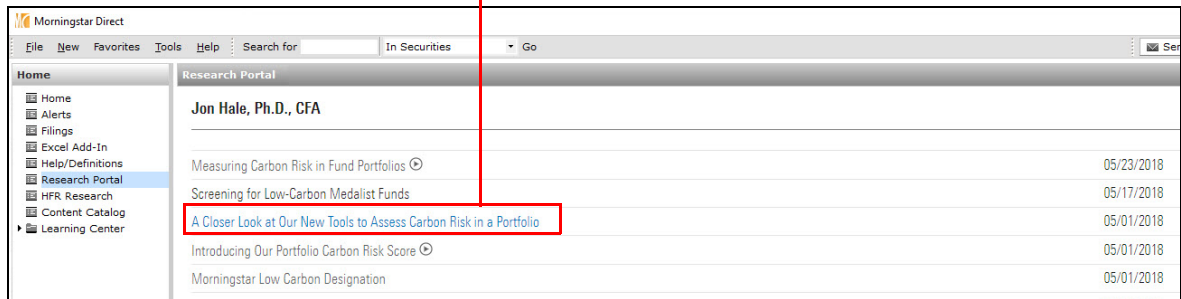 Morningstar Direct
File New Favorites Tools Help Search for In Securities Go
Home
Home
Alerts
Filings
Excel Add-In
Help/Definitions
Research Portal
HFR Research
Content Catalog
Learning Center
Research Portal
Jon Hale, Ph.D., CFA
Measuring Carbon Risk in Fund Portfolios 05/23/2018
Screening for Low-Carbon Medalist Funds 05/17/2018
A Closer Look at Our New Tools to Assess Carbon Risk in a Portfolio 05/01/2018
Introducing Our Portfolio Carbon Risk Score 05/01/2018
Morningstar Low Carbon Designation 05/01/2018